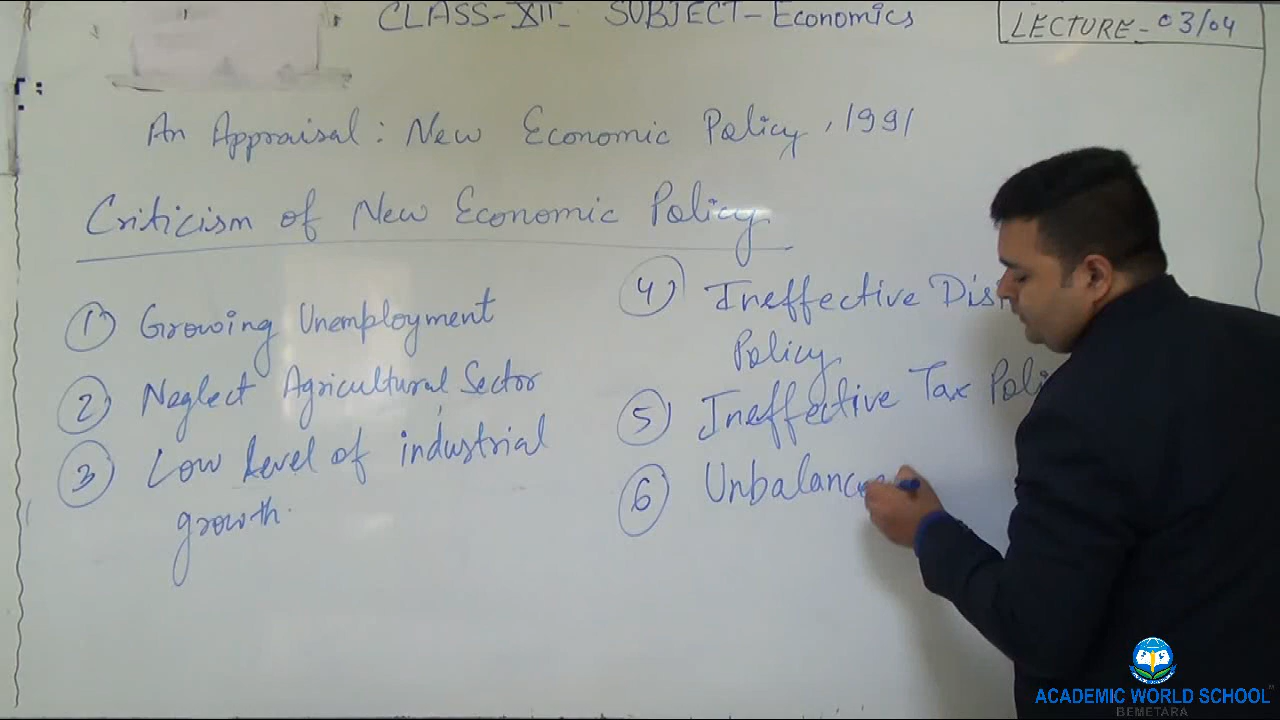 CLASS-XII SUBJECT-Economics
LECTURE-03/04
An Appraisal: New Economic Policy, 1991
Criticism of New Economic Policy
① Growing Unemployment
② Neglect Agricultural Sector
③ Low Level of industrial
growth.
④ Ineffective
Policy
⑤ Ineffective Tax
⑥
ACADEMIC WORLD SCHOOL
BEMETARA